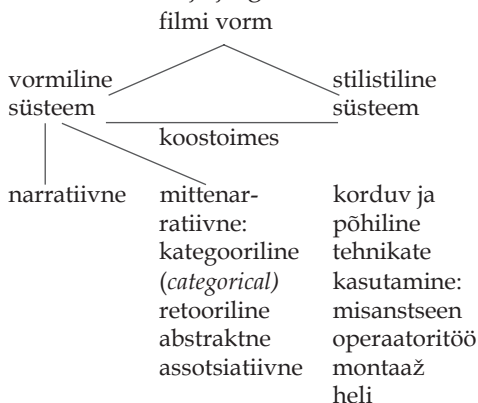 filmi vorm
vormiline
süsteem
stilistiline
süsteem
koostoimes
narratiivne
mittenar-
ratiivne:
kategooriline
(categorical)
retooriline
abstraktne
assotsiatiivne
korduv ja
põhiline
tehnikate
kasutamine:
misanstseen
operaatoritöö
montaaž
heli